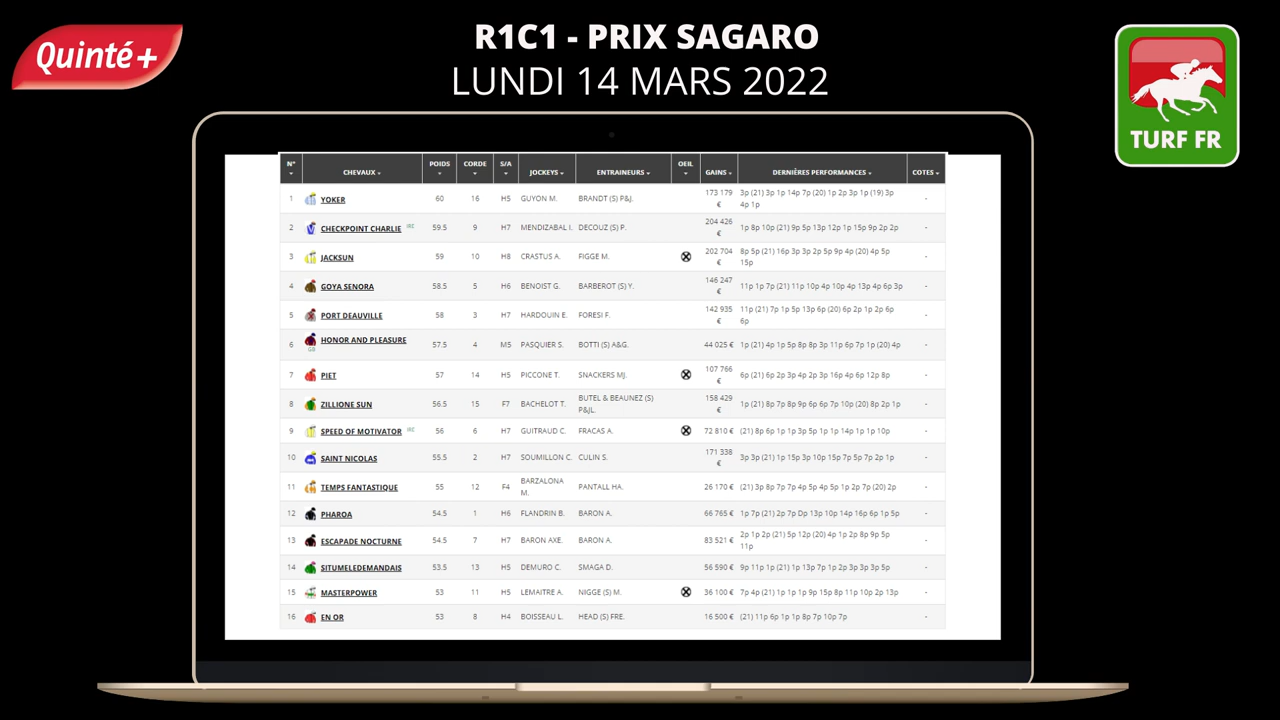 Quinté+
R1C1 - PRIX SAGARO
LUNDI 14 MARS 2022
TURF FR
N° CHEVAUX POIDS CORDE S/A JOCKEYS ENTRAINEURS OEIL GAINS DERNIÈRES PERFORMANCES COTES
1 YOKER 60 16 H5 GUYON M. BRANDT (S) P&J. 173 179 € 3p (21) 3p 1p 14p 7p (20) 1p 2p 3p 1p (19) 3p 4p 1p -
2 CHECKPOINT CHARLIE IRE 59.5 9 H7 MENDIZABAL I. DECOUZ (S) P. 204 426 € 1p 8p 10p (21) 9p 5p 13p 12p 1p 15p 9p 2p 2p -
3 JACKSUN 59 10 H8 CRASTUS A. FIGGE M. 202 704 € 8p 5p (21) 16p 3p 3p 2p 5p 9p 4p (20) 4p 5p 15p -
4 GOYA SENORA 58.5 5 H6 BENOIST G. BARBEROT (S) Y. 146 247 € 11p 1p 7p (21) 11p 10p 4p 10p 4p 13p 4p 6p 3p -
5 PORT DEAUVILLE 58 3 H7 HARDOUIN E. FORESI F. 142 935 € 11p (21) 7p 1p 5p 13p 6p (20) 6p 2p 1p 2p 6p 6p -
6 HONOR AND PLEASURE GB 57.5 4 M5 PASQUIER S. BOTTI (S) A&G. 44 025 € 1p (21) 4p 1p 5p 8p 8p 3p 11p 6p 7p 1p (20) 4p -
7 PIET 57 14 H5 PICCONE T. SNACKERS MJ. 107 766 € 6p (21) 6p 2p 3p 4p 2p 3p 16p 4p 6p 12p 8p -
8 ZILLIONE SUN 56.5 15 F7 BACHELOT T. BUTEL & BEAUNEZ (S) P&JL. 158 429 € 1p (21) 8p 7p 8p 9p 6p 6p 7p 10p (20) 8p 2p 1p -
9 SPEED OF MOTIVATOR IRE 56 6 H7 GUITRAUD C. FRACAS A. 72 810 € (21) 8p 6p 1p 1p 3p 5p 1p 1p 14p 1p 1p 10p -
10 SAINT NICOLAS 55.5 2 H7 SOUMILLON C. CULIN S. 171 338 € 3p 3p (21) 1p 15p 3p 10p 15p 7p 5p 7p 2p 1p -
11 TEMPS FANTASTIQUE 55 12 F4 BARZALONA M. PANTALL HA. 26 170 € (21) 3p 8p 7p 7p 4p 5p 4p 5p 1p 2p 7p (20) 2p -
12 PHAROA 54.5 1 H6 FLANDRIN B. BARON A. 66 765 € 1p 7p (21) 2p 7p Dp 13p 10p 14p 16p 6p 1p 5p -
13 ESCAPADE NOCTURNE 54.5 7 H7 BARON AXE. BARON A. 83 521 € 2p 1p 2p (21) 5p 12p (20) 4p 1p 2p 8p 9p 5p 11p -
14 SITUMELEDEMANDAIS 53.5 13 H5 DEMURO C. SMAGA D. 56 590 € 9p 11p 1p (21) 1p 13p 7p 1p 2p 3p 3p 3p 5p -
15 MASTERPOWER 53 11 H5 LEMAITRE A. NIGGE (S) M. 36 100 € 7p 4p (21) 1p 1p 1p 9p 15p 8p 11p 10p 2p 13p -
16 EN OR 53 8 H4 BOISSEAU L. HEAD (S) FRE. 16 500 € (21) 11p 6p 1p 1p 8p 7p 10p 7p -